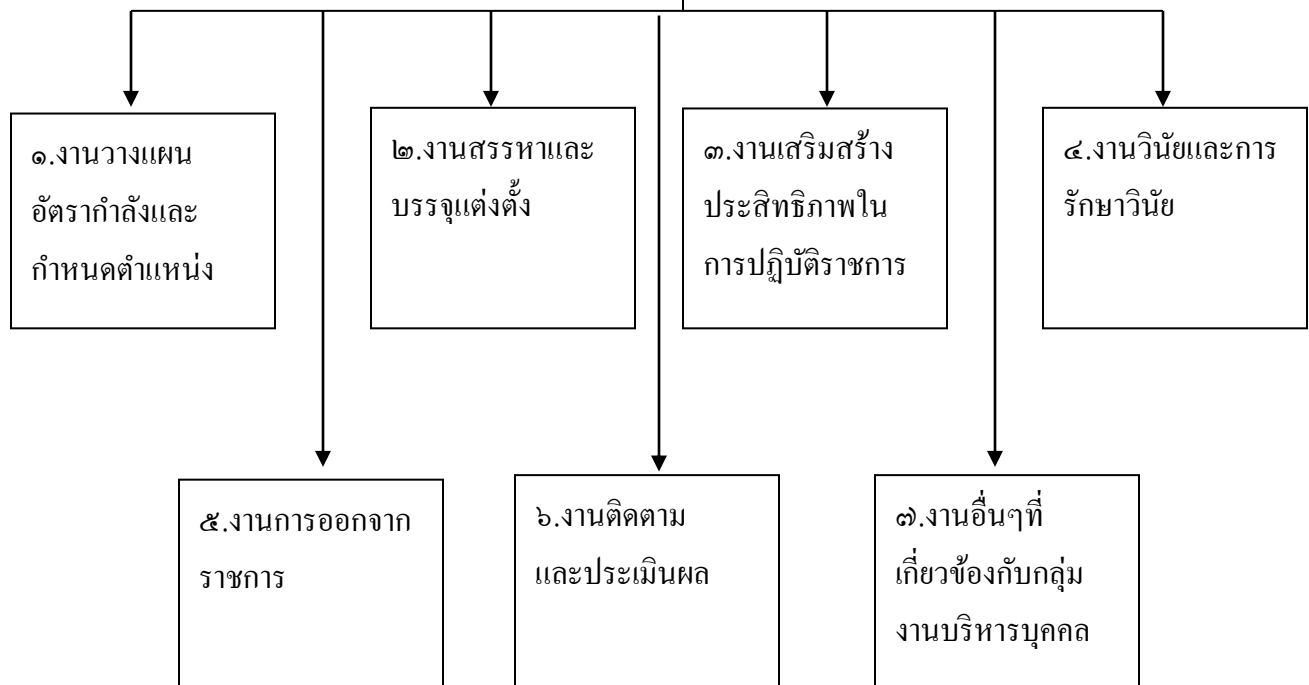 ๑.งานวางแผน
อัตรากำลังและ
กำหนดตำแหน่ง
๒.งานสรรหาและ
บรรจุแต่งตั้ง
๓.งานเสริมสร้าง
ประสิทธิภาพใน
การปฏิบัติราชการ
๔.งานวินัยและการ
รักษาวินัย
๕.งานการออกจาก
ราชการ
๖.งานติดตาม
และประเมินผล
๗.งานอื่นๆที่
เกี่ยวข้องกับกลุ่ม
งานบริหารบุคคล